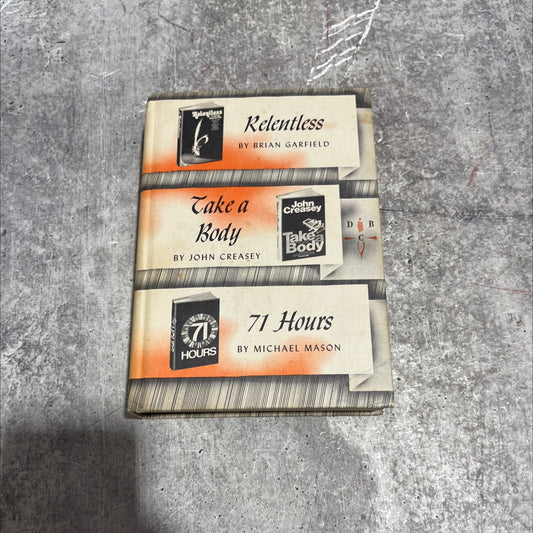 Relentless
Relentless
BY BRIAN GARFIELD
Take a
Body
BY JOHN CREASEY
John
Creasey
Take a
Body
D B
C
71
HOURS
71 Hours
BY MICHAEL MASON